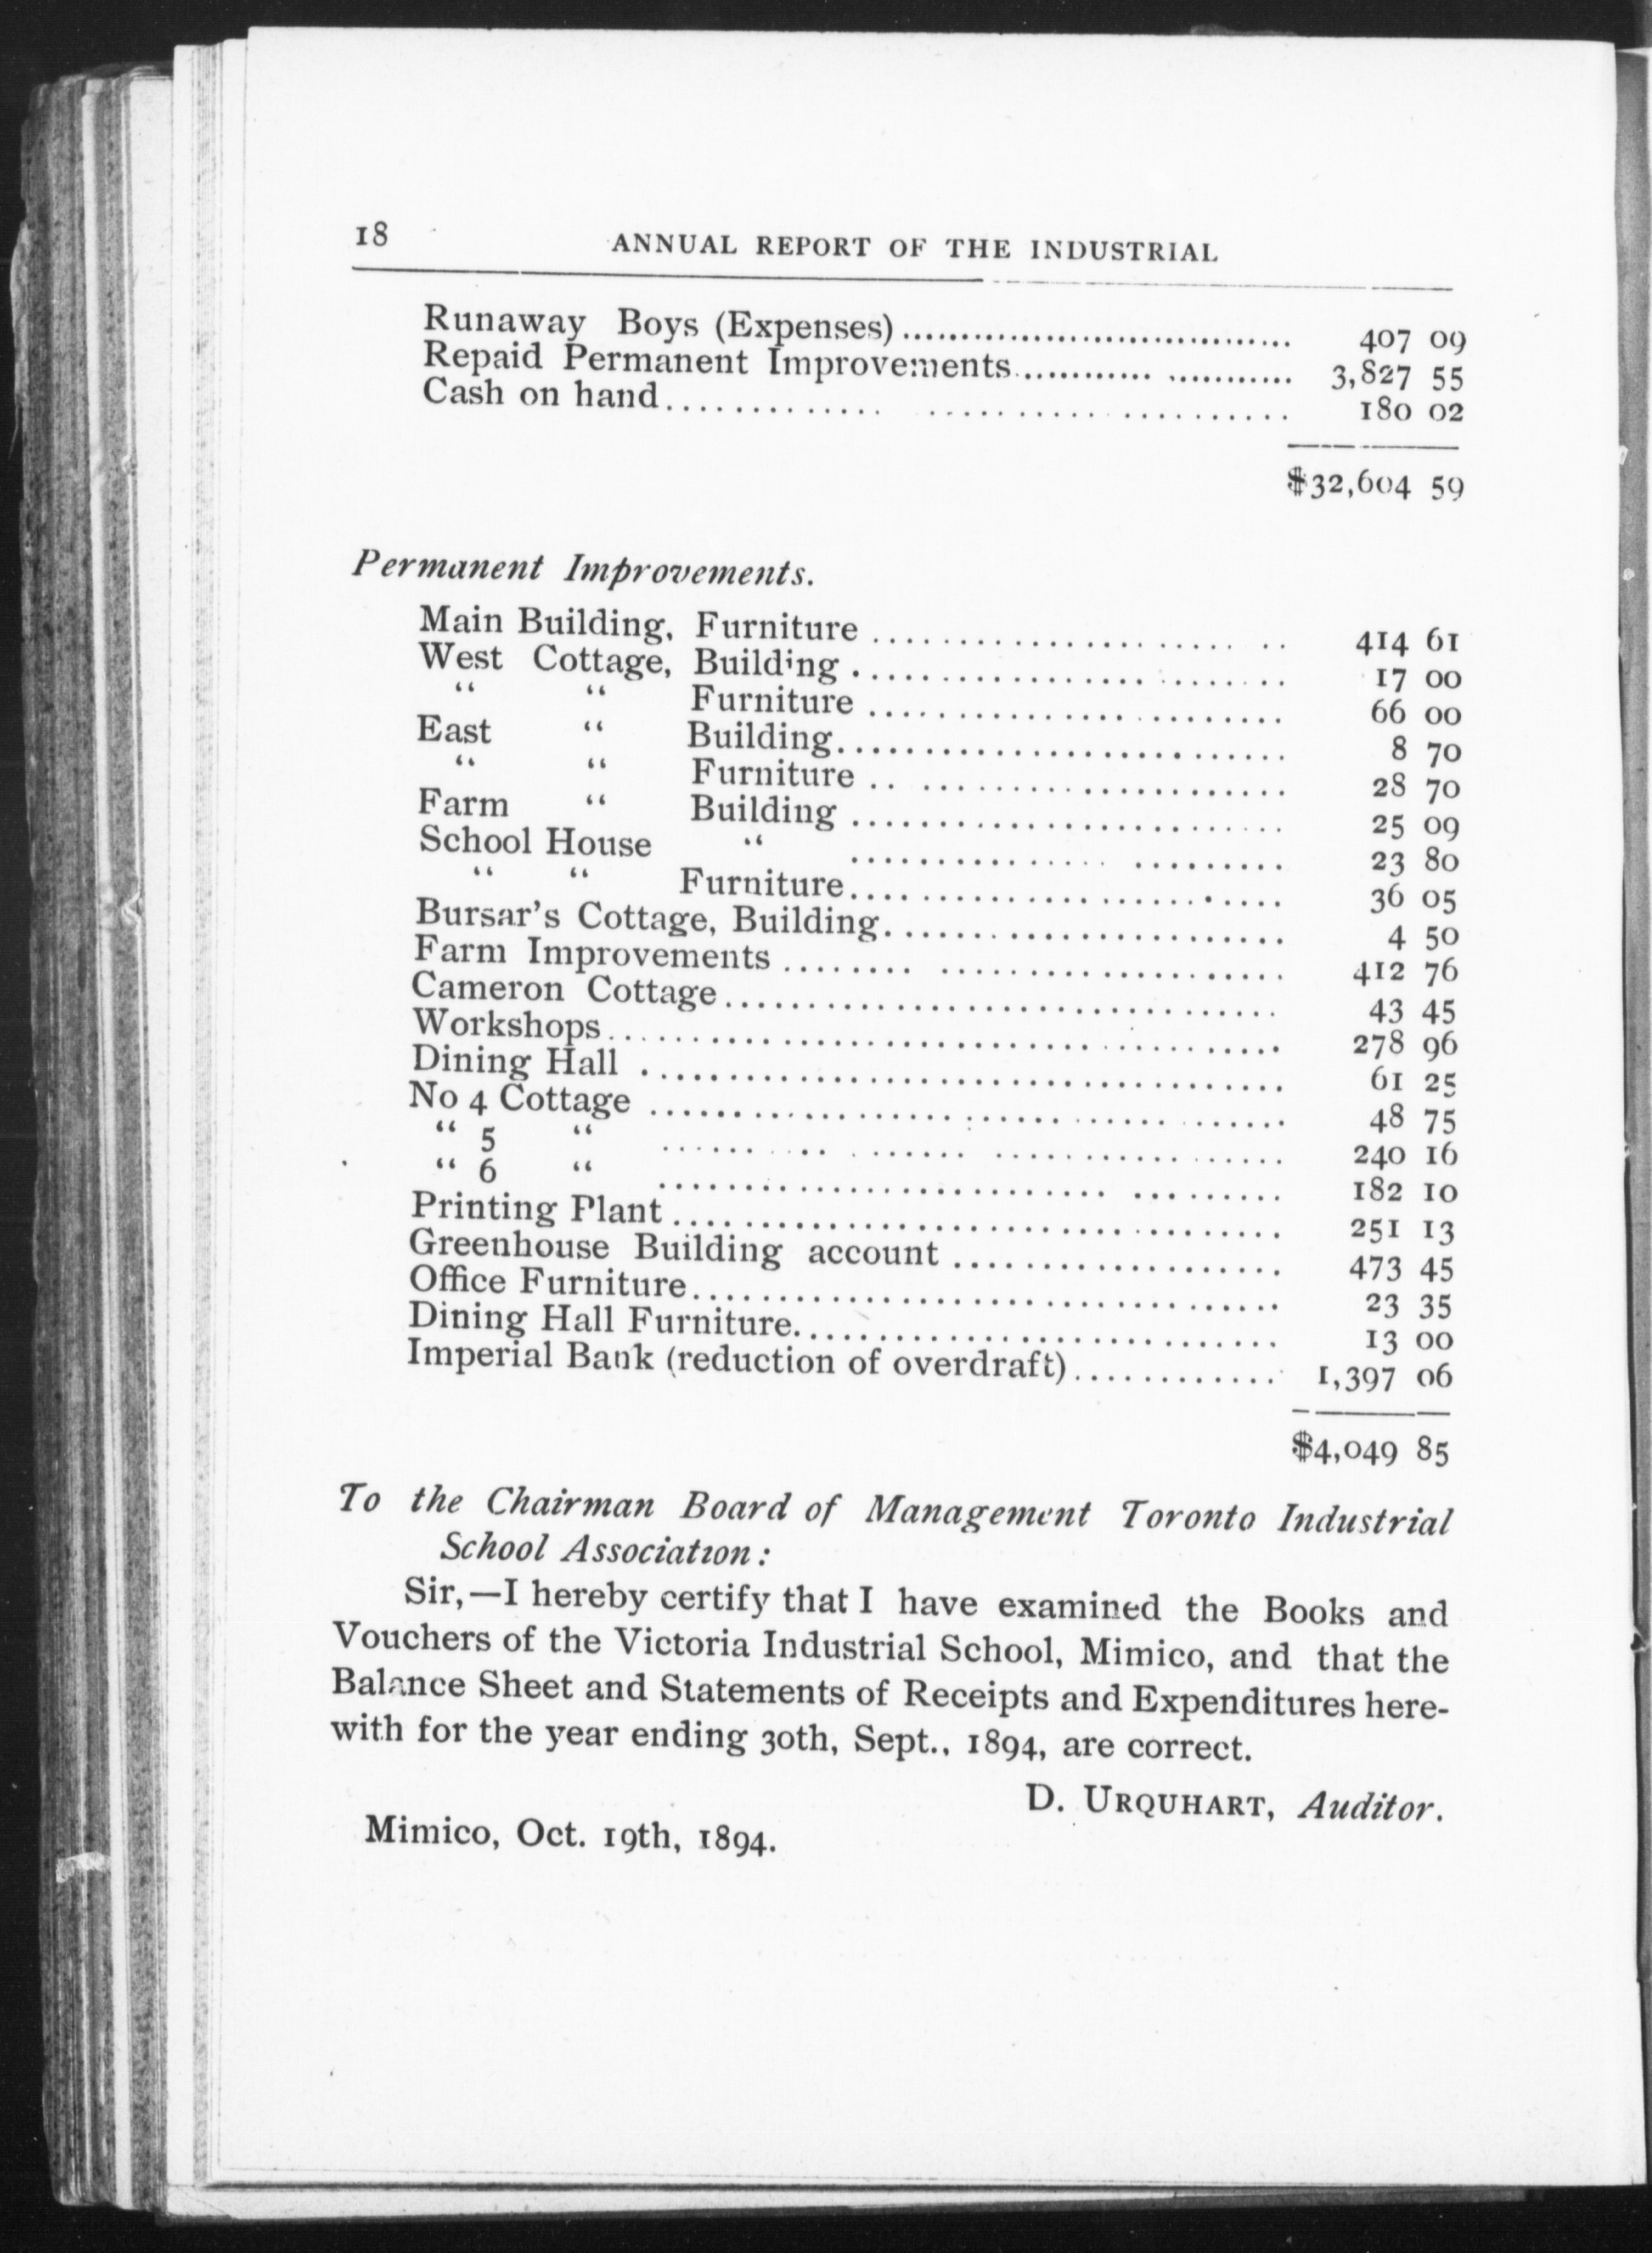 18 ANNUAL REPORT OF THE INDUSTRIAL
Runaway Boys (Expenses) 407 09
Repaid Permanent Improvements 3,827 55
Cash on hand 180 02
$32,604 59
Permanent Improvements.
Main Building, Furniture 414 61
West Cottage, Building 17 00
“ “ Furniture 66 00
East “ Building 8 70
“ “ Furniture 28 70
Farm “ Building 25 09
School House “ 23 80
“ “ Furniture 36 05
Bursar's Cottage, Building 4 50
Farm Improvements 412 76
Cameron Cottage 43 45
Workshops 278 96
Dining Hall 61 25
No 4 Cottage 48 75
“ 5 “ 240 16
“ 6 “ 182 10
Printing Plant 251 13
Greenhouse Building account 473 45
Office Furniture 23 35
Dining Hall Furniture 13 00
Imperial Bank (reduction of overdraft) 1,397 06
$4,049 85
To the Chairman Board of Management Toronto Industrial
School Association :
Sir,—I hereby certify that I have examined the Books and
Vouchers of the Victoria Industrial School, Mimico, and that the
Balance Sheet and Statements of Receipts and Expenditures here-
with for the year ending 30th, Sept., 1894, are correct.
D. URQUHART, Auditor.
Mimico, Oct. 19th, 1894.